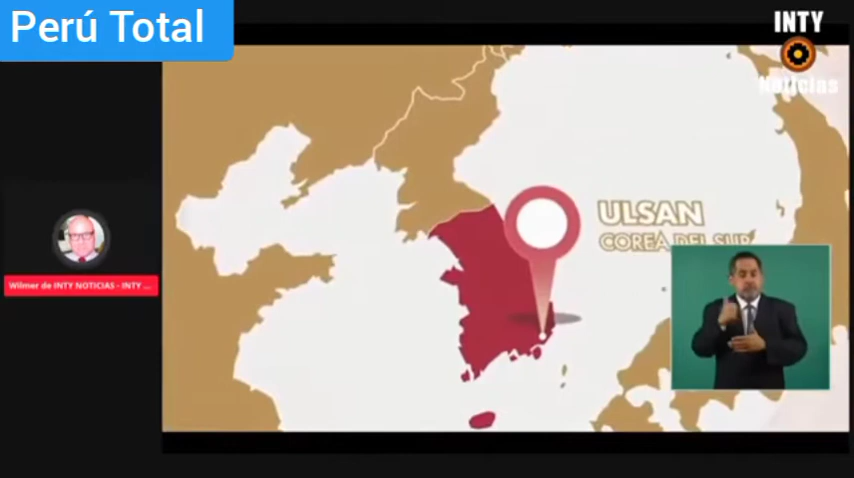 Perú Total
INTY
Noticias
ULSAN
COREA DEL SUR
Wilmer de INTY NOTICIAS - INTY ...